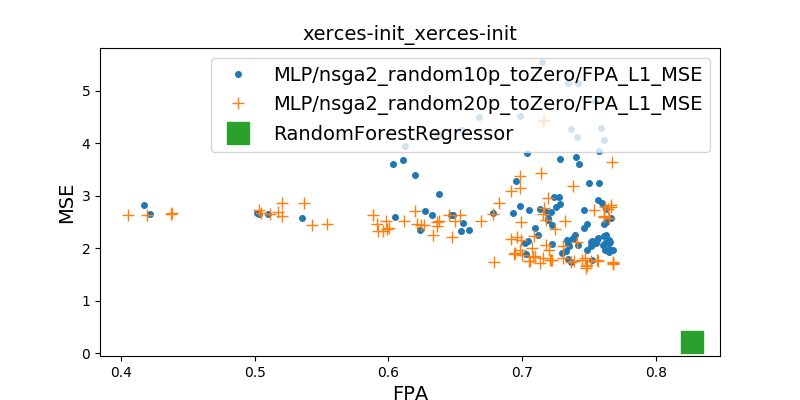 xerces-init_xerces-init
MLP/nsga2_random10p_toZero/FPA_L1_MSE
MLP/nsga2_random20p_toZero/FPA_L1_MSE
RandomForestRegressor
MSE
5
4
3
2
1
0
0.4 0.5 0.6 0.7 0.8
FPA